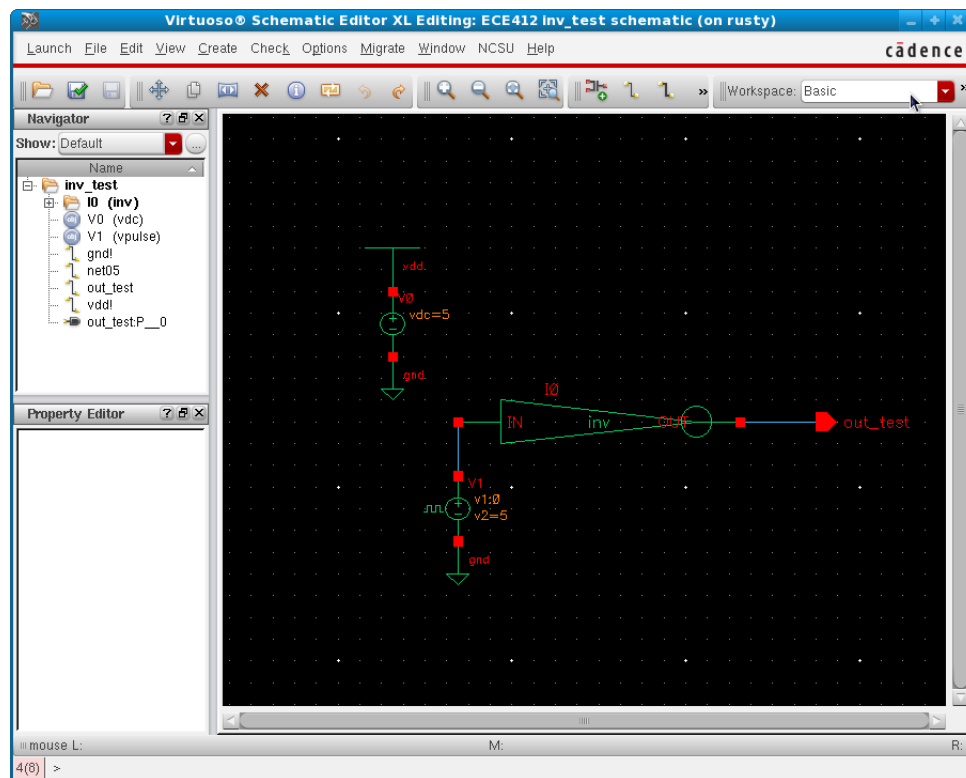 Virtuoso® Schematic Editor XL Editing: ECE412 inv_test schematic (on rusty)
Launch File Edit View Create Check Options Migrate Window NCSU Help
cādence
» Workspace: Basic »
Navigator
Show: Default ...
Name
inv_test
I0 (inv)
V0 (vdc)
V1 (vpulse)
gnd!
net05
out_test
vdd!
out_test:P__0
Property Editor
vdd
V0
vdc=5
gnd
I0
IN inv OUT out_test
V1
v1:0
v2=5
gnd
mouse L: M: R:
4(8) >